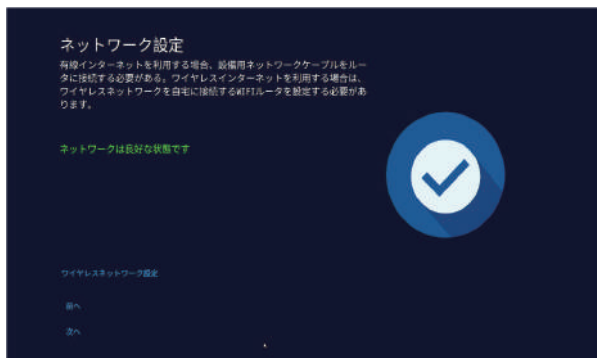 ネットワーク設定
有線インターネットを利用する場合、設備用ネットワークケーブルをルー
タに接続する必要がある。ワイヤレスインターネットを利用する場合は、
ワイヤレスネットワークを自宅に接続するWIFIルータを設定する必要があ
ります。
ネットワークは良好な状態です
ワイヤレスネットワーク設定
前へ
次へ